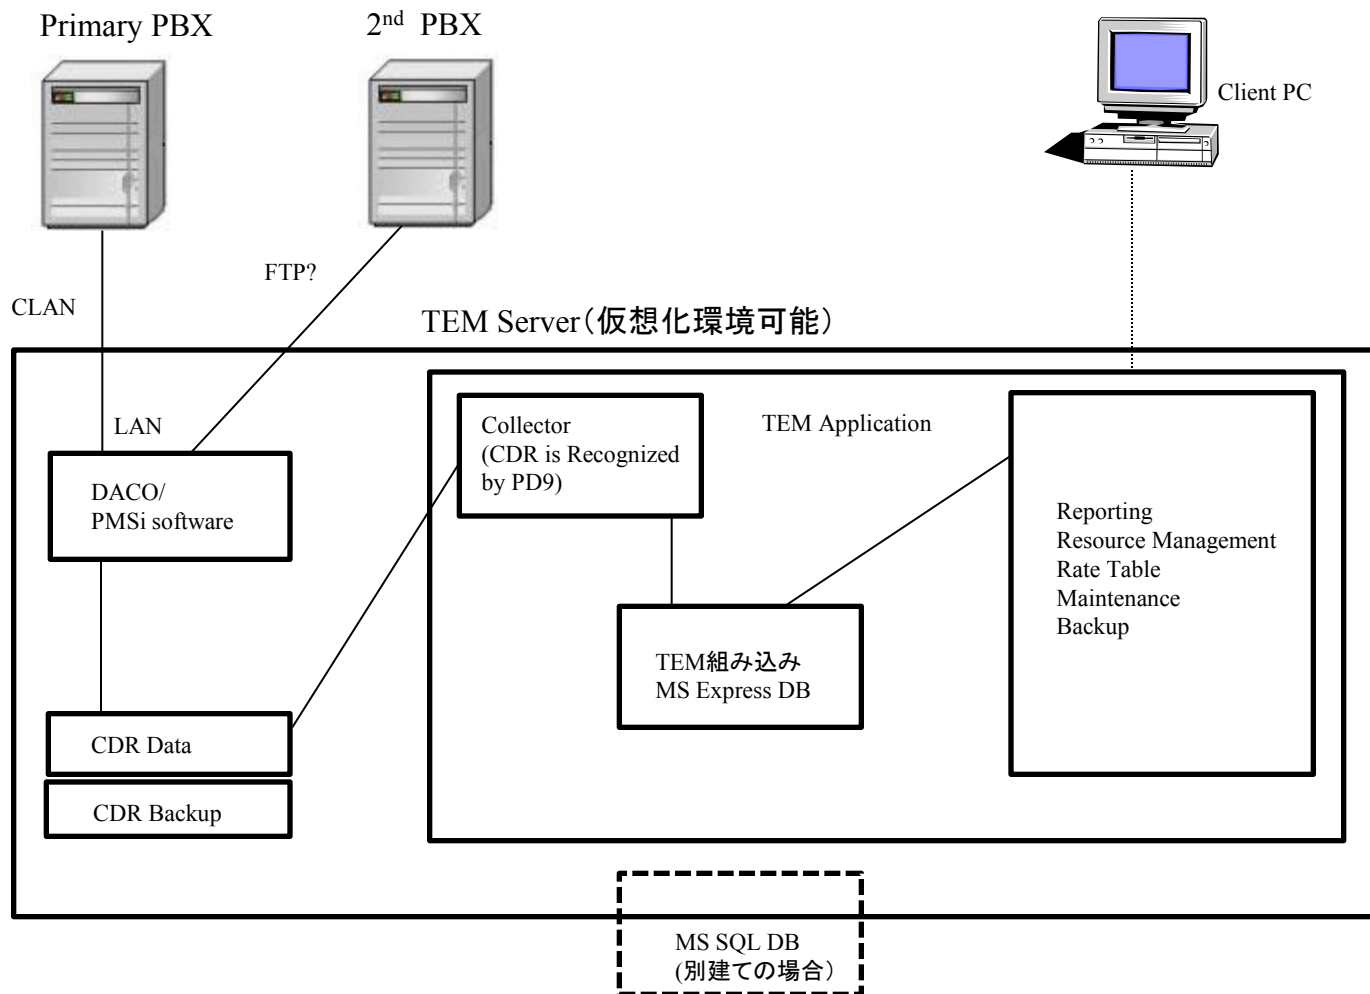 Primary PBX
2nd PBX
Client PC
FTP?
CLAN
TEM Server(仮想化環境可能)
LAN
DACO/
PMSi software
Collector
(CDR is Recognized
by PD9)
TEM Application
Reporting
Resource Management
Rate Table
Maintenance
Backup
TEM組み込み
MS Express DB
CDR Data
CDR Backup
MS SQL DB
(別建ての場合)